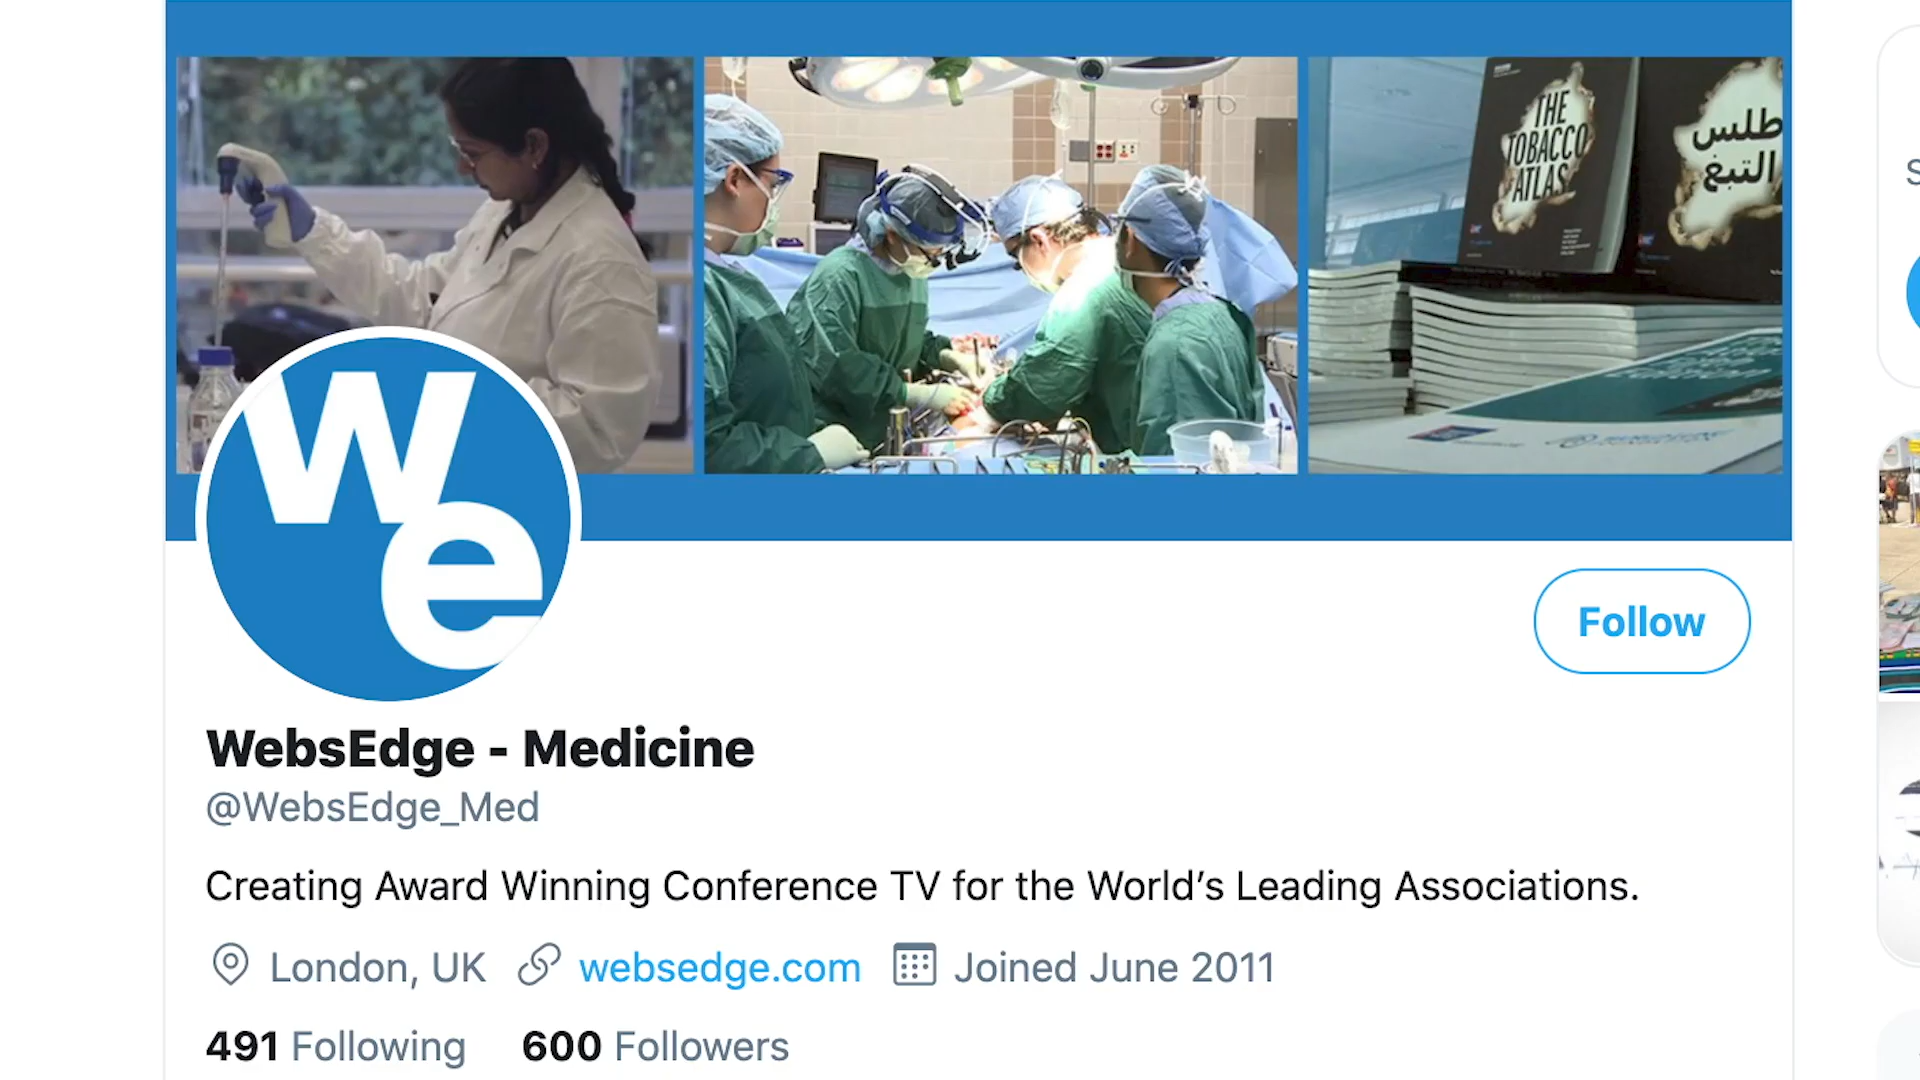 THE
TOBACCO
ATLAS
طلس
التبغ
we
Follow
WebsEdge - Medicine
@WebsEdge_Med
Creating Award Winning Conference TV for the World’s Leading Associations.
London, UK websedge.com Joined June 2011
491 Following 600 Followers